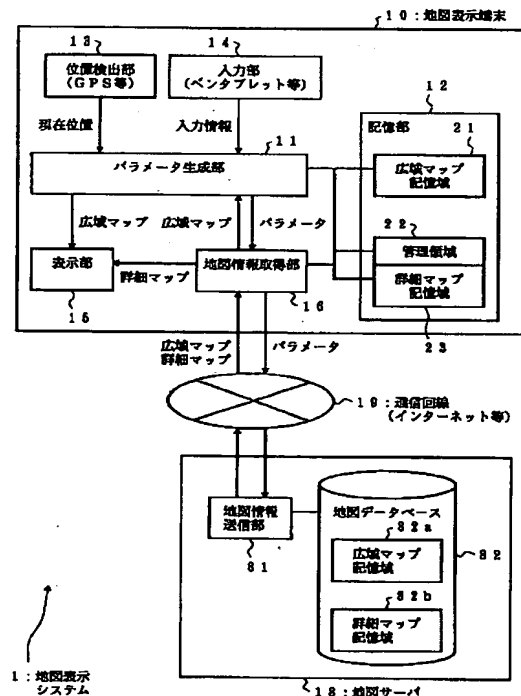 10:地図表示端末
13
14
位置検出部
(GPS等)
入力部
(ペンタブレット等)
12
現在位置
入力情報
記憶部
21
11
パラメータ生成部
広域マップ
記憶域
広域マップ
広域マップ
パラメータ
22
管理領域
表示部
詳細マップ
地図情報取得部
詳細マップ
記憶域
15
16
23
広域マップ
詳細マップ
パラメータ
19:通信回線
(インターネット等)
地図情報
送信部
地図データベース
32a
31
広域マップ
記憶域
32
32b
詳細マップ
記憶域
1:地図表示
システム
18:地図サーバ